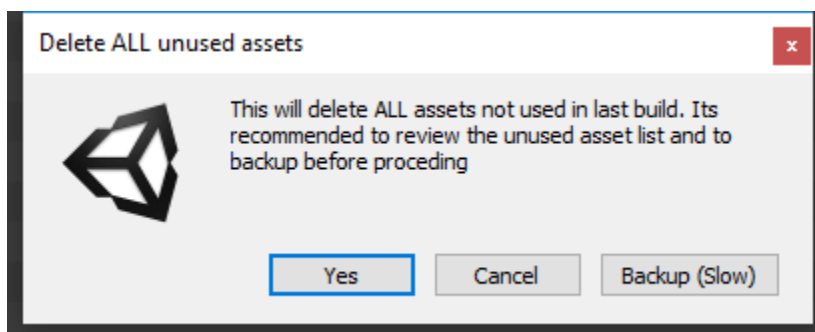 Delete ALL unused assets
x
This will delete ALL assets not used in last build. Its
recommended to review the unused asset list and to
backup before proceding
Yes
Cancel
Backup (Slow)